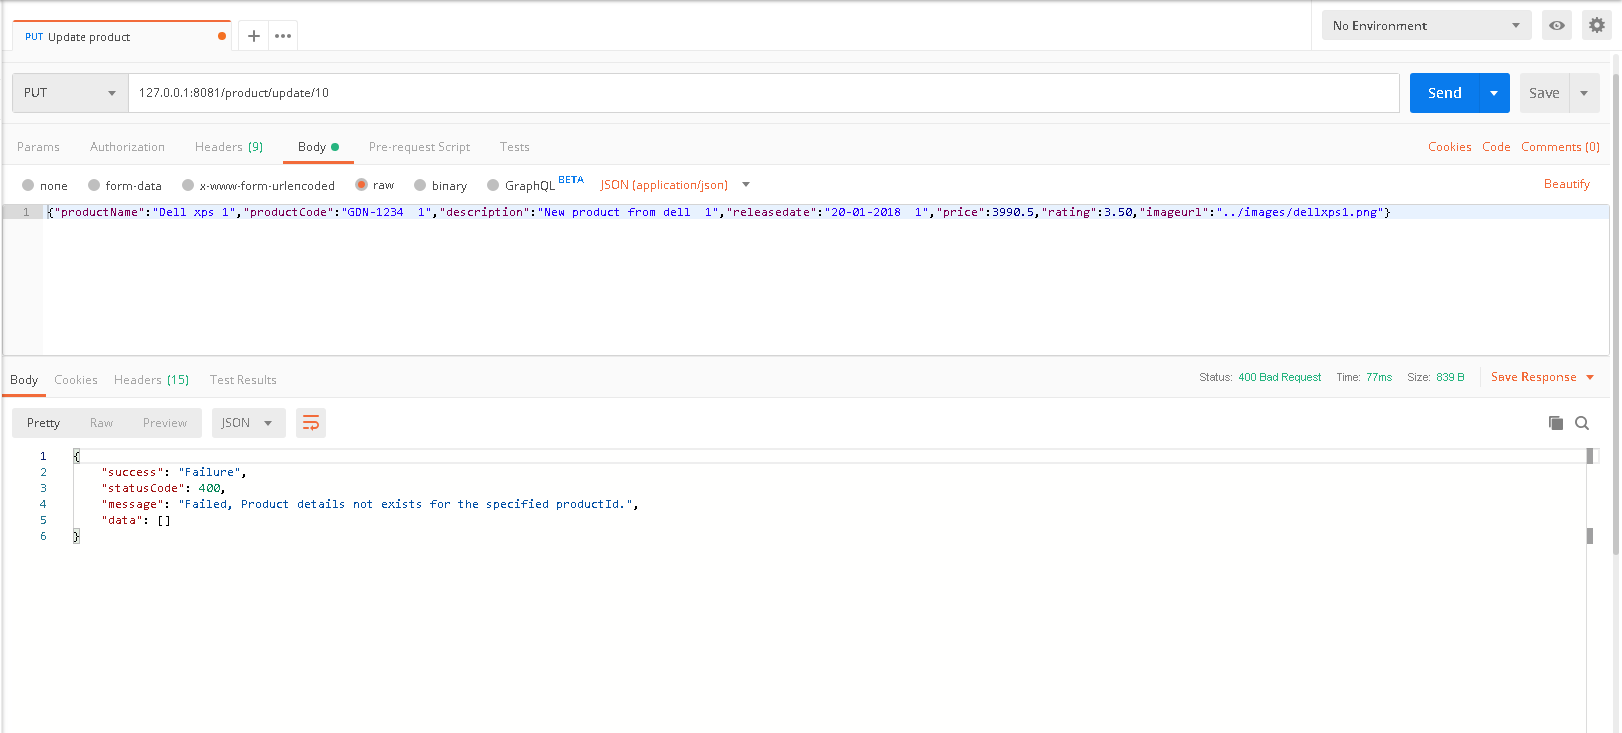 PUT Update product
No Environment
PUT 127.0.0.1:8081/product/update/10 Send Save
Params Authorization Headers (9) Body Pre-request Script Tests Cookies Code Comments (0)
none form-data x-www-form-urlencoded raw binary GraphQL BETA JSON (application/json) Beautify
1 {"productName":"Dell xps 1","productCode":"GDN-1234  1","description":"New product from dell  1","releasedate":"20-01-2018  1","price":3990.5,"rating":3.50,"imageurl":"../images/dellxps1.png"}
Body Cookies Headers (15) Test Results Status: 400 Bad Request Time: 77ms Size: 839 B Save Response
Pretty Raw Preview JSON
1 {
2 "success": "Failure",
3 "statusCode": 400,
4 "message": "Failed, Product details not exists for the specified productId.",
5 "data": []
6 }